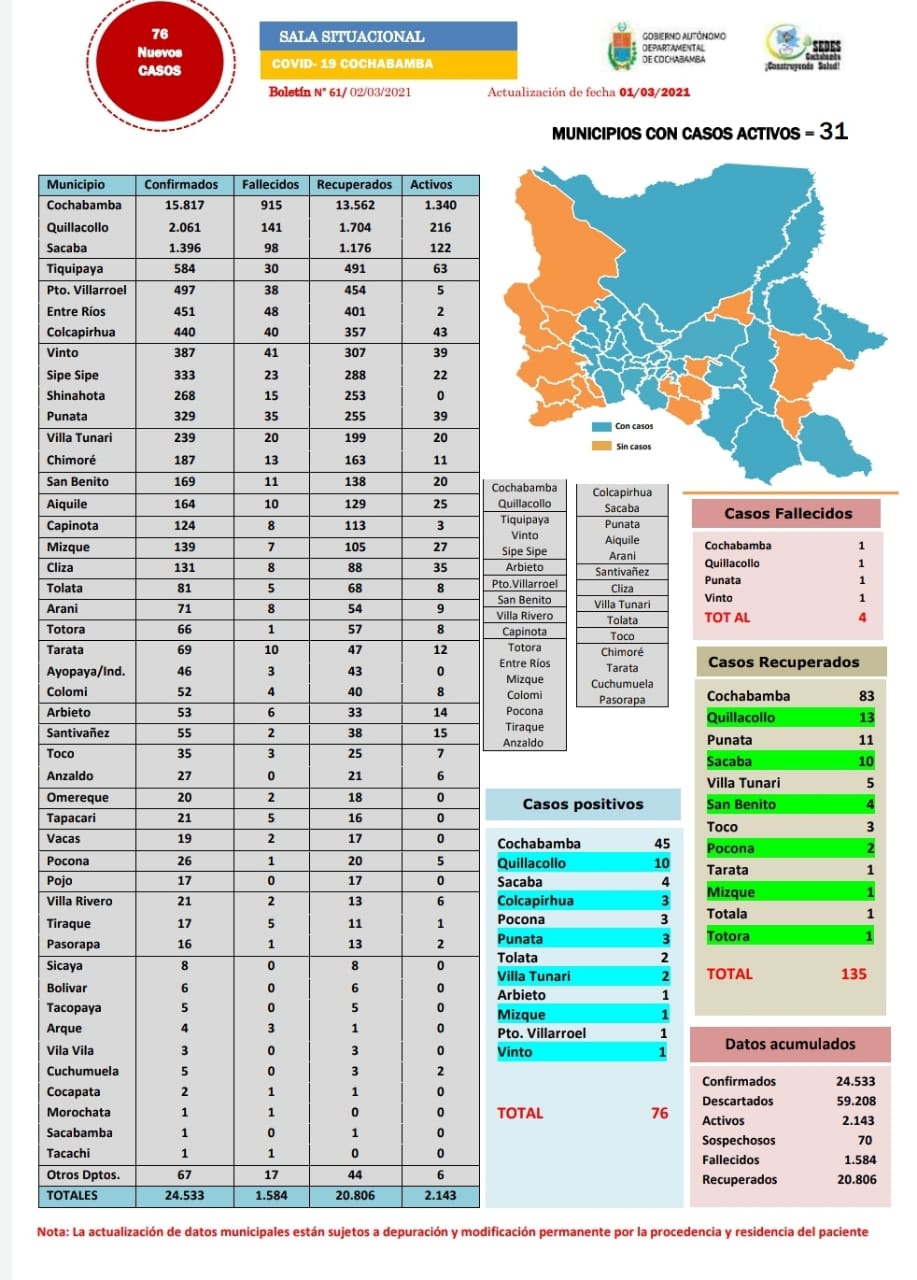 76
Nuevos
CASOS
SALA SITUACIONAL
COVID- 19 COCHABAMBA
Boletín N° 61/ 02/03/2021
Actualización de fecha 01/03/2021
GOBIERNO AUTÓNOMO
DEPARTAMENTAL
DE COCHABAMBA
SEDES
Cochabamba
¡Construyendo Salud!
MUNICIPIOS CON CASOS ACTIVOS = 31
Municipio Confirmados Fallecidos Recuperados Activos
Cochabamba 15.817 915 13.562 1.340
Quillacollo 2.061 141 1.704 216
Sacaba 1.396 98 1.176 122
Tiquipaya 584 30 491 63
Pto. Villarroel 497 38 454 5
Entre Ríos 451 48 401 2
Colcapirhua 440 40 357 43
Vinto 387 41 307 39
Sipe Sipe 333 23 288 22
Shinahota 268 15 253 0
Punata 329 35 255 39
Villa Tunari 239 20 199 20
Chimoré 187 13 163 11
San Benito 169 11 138 20
Aiquile 164 10 129 25
Capinota 124 8 113 3
Mizque 139 7 105 27
Cliza 131 8 88 35
Tolata 81 5 68 8
Arani 71 8 54 9
Totora 66 1 57 8
Tarata 69 10 47 12
Ayopaya/Ind. 46 3 43 0
Colomi 52 4 40 8
Arbieto 53 6 33 14
Santivañez 55 2 38 15
Toco 35 3 25 7
Anzaldo 27 0 21 6
Omereque 20 2 18 0
Tapacari 21 5 16 0
Vacas 19 2 17 0
Pocona 26 1 20 5
Pojo 17 0 17 0
Villa Rivero 21 2 13 6
Tiraque 17 5 11 1
Pasorapa 16 1 13 2
Sicaya 8 0 8 0
Bolivar 6 0 6 0
Tacopaya 5 0 5 0
Arque 4 3 1 0
Vila Vila 3 0 3 0
Cuchumuela 5 0 3 2
Cocapata 2 1 1 0
Morochata 1 1 0 0
Sacabamba 1 0 1 0
Tacachi 1 1 0 0
Otros Dptos. 67 17 44 6
TOTALES 24.533 1.584 20.806 2.143
Con casos
Sin casos
Cochabamba
Quillacollo
Tiquipaya
Vinto
Sipe Sipe
Arbieto
Pto.Villarroel
San Benito
Villa Rivero
Capinota
Totora
Entre Ríos
Mizque
Colomi
Pocona
Tiraque
Anzaldo
Colcapirhua
Sacaba
Punata
Aiquile
Arani
Santivañez
Cliza
Villa Tunari
Tolata
Toco
Chimoré
Tarata
Cuchumuela
Pasorapa
Casos positivos
Cochabamba 45
Quillacollo 10
Sacaba 4
Colcapirhua 3
Pocona 3
Punata 3
Tolata 2
Villa Tunari 2
Arbieto 1
Mizque 1
Pto. Villarroel 1
Vinto 1
TOTAL 76
Casos Fallecidos
Cochabamba 1
Quillacollo 1
Punata 1
Vinto 1
TOT AL 4
Casos Recuperados
Cochabamba 83
Quillacollo 13
Punata 11
Sacaba 10
Villa Tunari 5
San Benito 4
Toco 3
Pocona 2
Tarata 1
Mizque 1
Totala 1
Totora 1
TOTAL 135
Datos acumulados
Confirmados 24.533
Descartados 59.208
Activos 2.143
Sospechosos 70
Fallecidos 1.584
Recuperados 20.806
Nota: La actualización de datos municipales están sujetos a depuración y modificación permanente por la procedencia y residencia del paciente